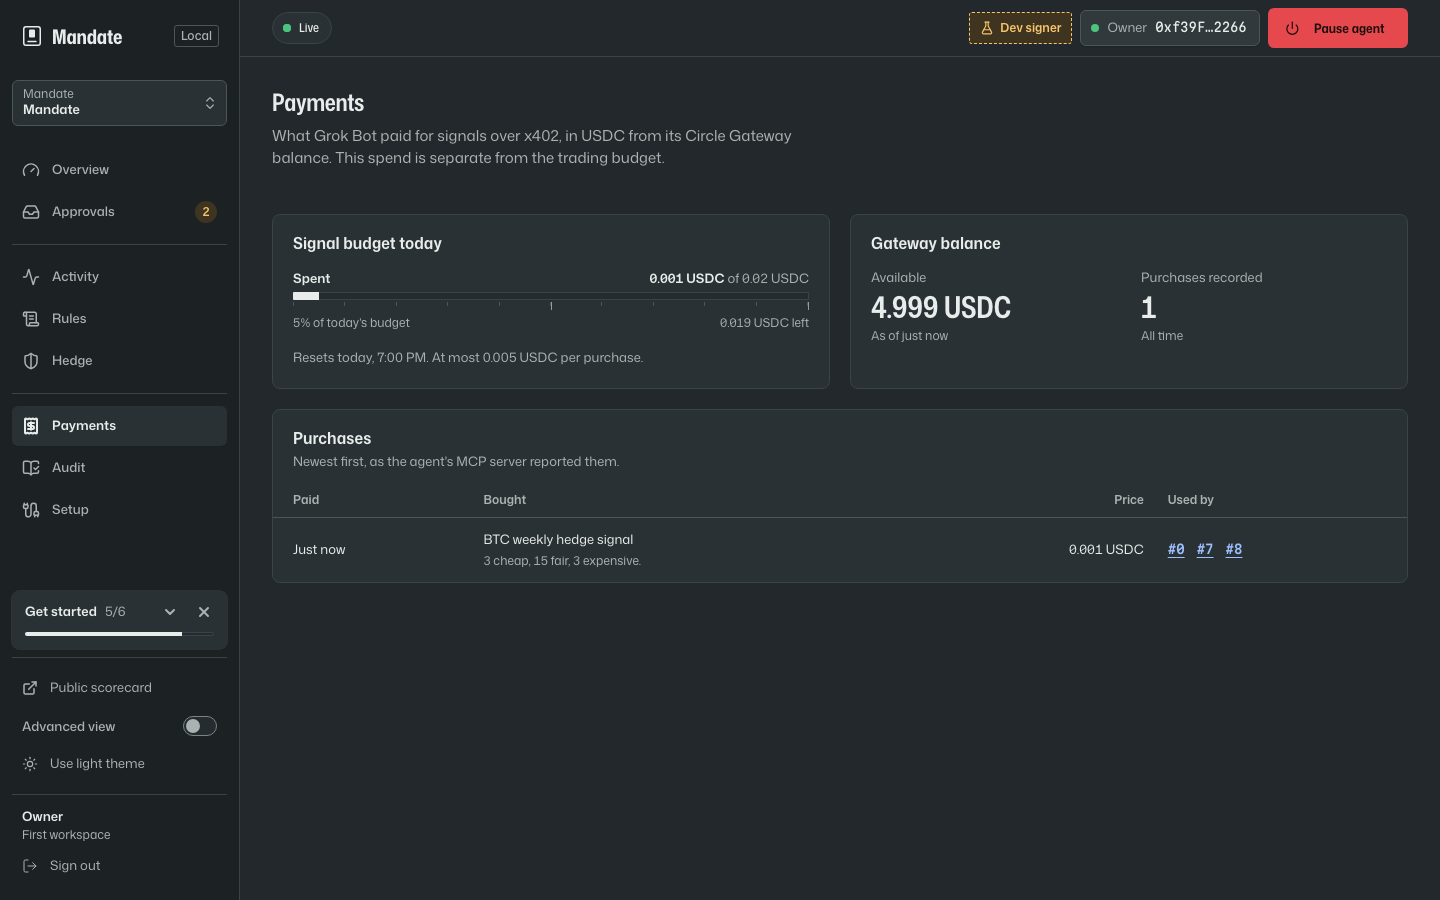 Mandate
Local
Mandate
Mandate
Overview
Approvals
2
Activity
Rules
Hedge
Payments
Audit
Setup
Get started 5/6
Public scorecard
Advanced view
Use light theme
Owner
First workspace
Sign out
Live
Dev signer
Owner 0xf39F…2266
Pause agent
Payments
What Grok Bot paid for signals over x402, in USDC from its Circle Gateway
balance. This spend is separate from the trading budget.
Signal budget today
Spent
0.001 USDC of 0.02 USDC
5% of today's budget
0.019 USDC left
Resets today, 7:00 PM. At most 0.005 USDC per purchase.
Gateway balance
Available
4.999 USDC
As of just now
Purchases recorded
1
All time
Purchases
Newest first, as the agent's MCP server reported them.
Paid Bought Price Used by
Just now
BTC weekly hedge signal
3 cheap, 15 fair, 3 expensive.
0.001 USDC
#0 #7 #8